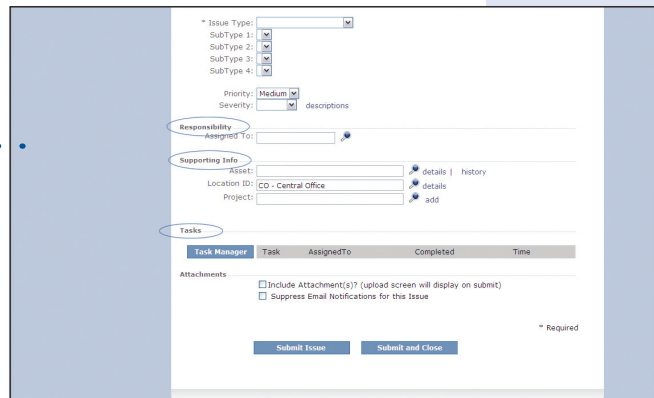 * Issue Type:
SubType 1:
SubType 2:
SubType 3:
SubType 4:
Priority: Medium
Severity: descriptions
Responsibility
Assigned To:
Supporting Info
Asset: details | history
Location ID: CO - Central Office details
Project: add
Tasks
Task Manager Task AssignedTo Completed Time
Attachments
Include Attachment(s)? (upload screen will display on submit)
Suppress Email Notifications for this Issue
* Required
Submit Issue Submit and Close